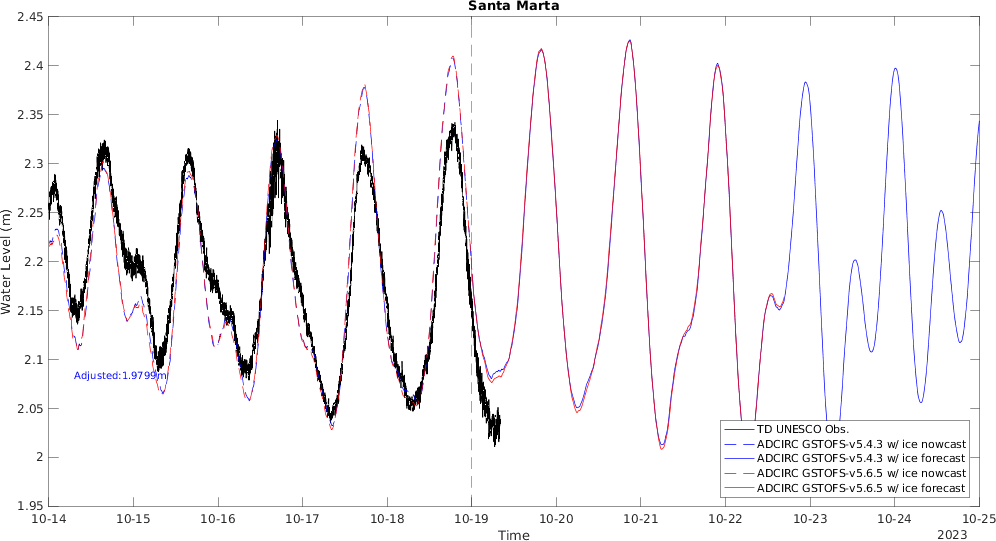 Santa Marta
2.45
2.4
2.35
2.3
2.25
2.2
2.15
2.1
2.05
2
1.95
Water Level (m)
Adjusted:1.9799m
TD UNESCO Obs.
ADCIRC GSTOFS-v5.4.3 w/ ice nowcast
ADCIRC GSTOFS-v5.4.3 w/ ice forecast
ADCIRC GSTOFS-v5.6.5 w/ ice nowcast
ADCIRC GSTOFS-v5.6.5 w/ ice forecast
10-14 10-15 10-16 10-17 10-18 10-19 10-20 10-21 10-22 10-23 10-24 10-25
Time
2023